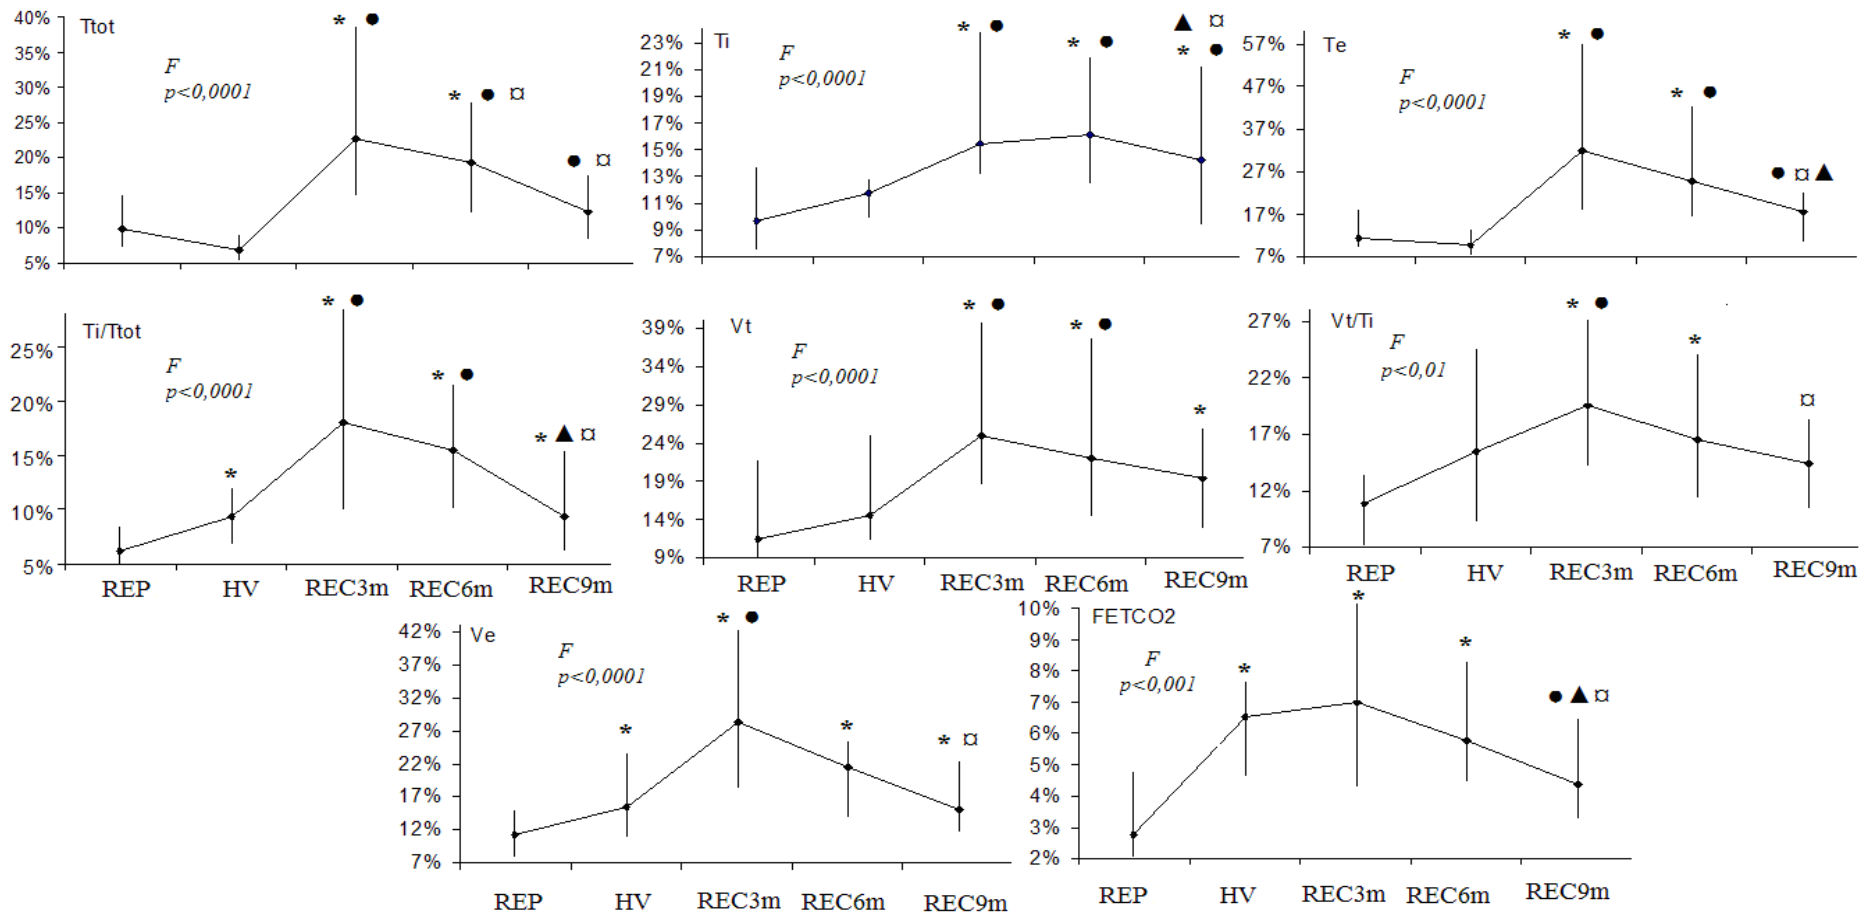 Ttot
40%
35%
30%
25%
20%
15%
10%
5%
F
p<0,0001
* ●
* ● ¤
● ¤
Ti
23%
21%
19%
17%
15%
13%
11%
9%
7%
F
p<0,0001
* ●
* ●
▲ ¤
* ●
Te
57%
47%
37%
27%
17%
7%
F
p<0,0001
* ●
* ●
● ¤ ▲
Ti/Ttot
25%
20%
15%
10%
5%
F
p<0,0001
*
* ●
* ●
* ▲ ¤
REP HV REC3m REC6m REC9m
Vt
39%
34%
29%
24%
19%
14%
9%
F
p<0,0001
* ●
* ●
*
REP HV REC3m REC6m REC9m
Vt/Ti
27%
22%
17%
12%
7%
F
p<0,01
* ●
*
¤
REP HV REC3m REC6m REC9m
Ve
42%
37%
32%
27%
22%
17%
12%
7%
F
p<0,0001
*
* ●
*
* ¤
REP HV REC3m REC6m REC9m
FETCO2
10%
9%
8%
7%
6%
5%
4%
3%
2%
F
p<0,001
*
*
*
● ▲ ¤
REP HV REC3m REC6m REC9m